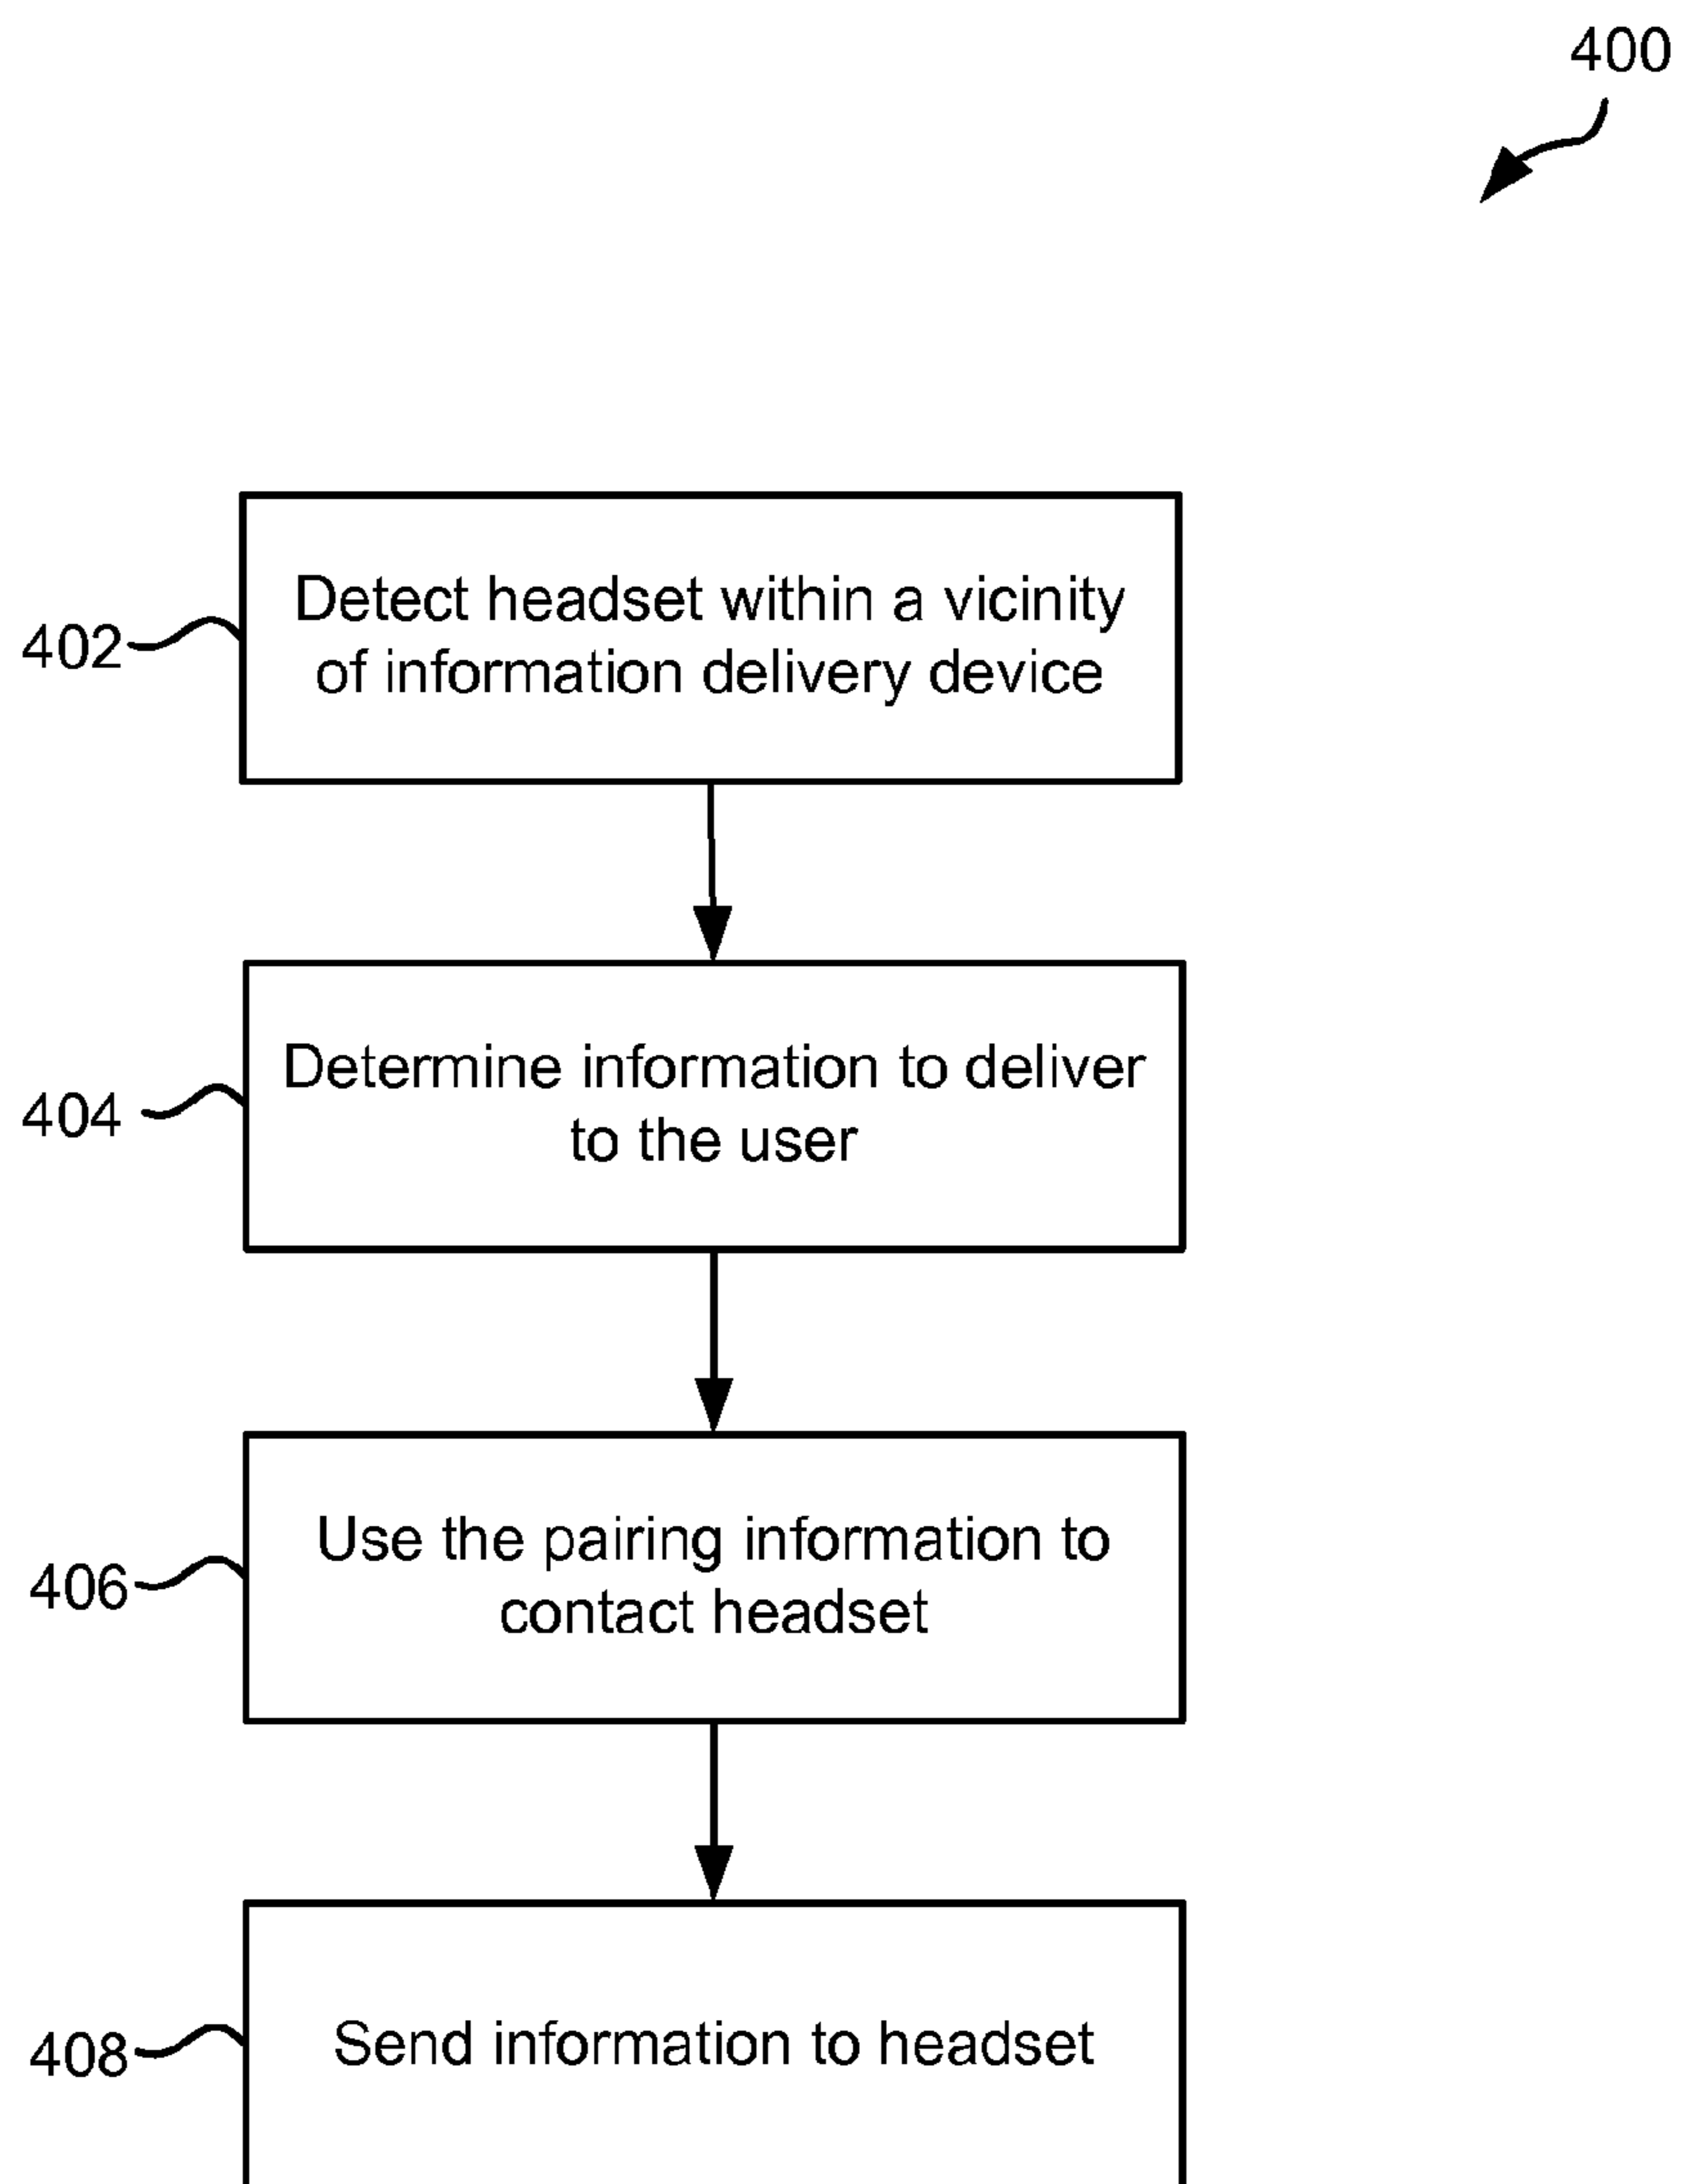 400
402
Detect headset within a vicinity
of information delivery device
404
Determine information to deliver
to the user
406
Use the pairing information to
contact headset
408
Send information to headset